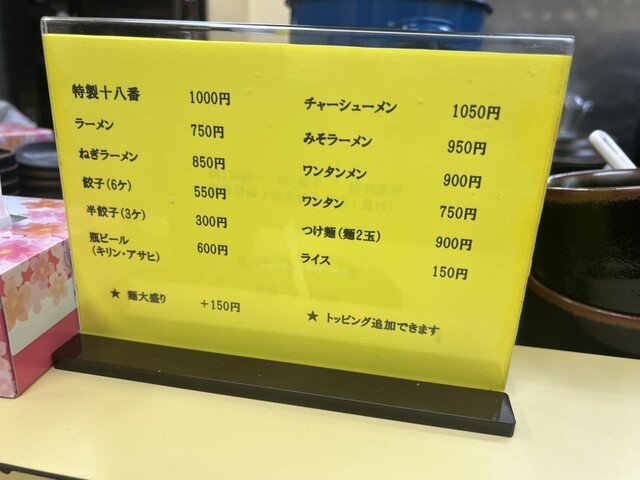 特製十八番 1000円
ラーメン 750円
ねぎラーメン 850円
餃子(6ケ) 550円
半餃子(3ケ) 300円
瓶ビール
(キリン・アサヒ) 600円
★ 麺大盛り +150円
チャーシューメン 1050円
みそラーメン 950円
ワンタンメン 900円
ワンタン 750円
つけ麺(麺2玉) 900円
ライス 150円
★ トッピング追加できます